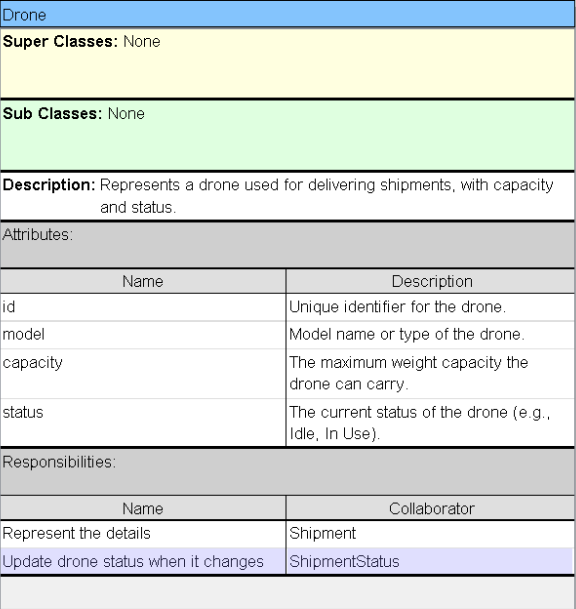 Drone
Super Classes: None
Sub Classes: None
Description: Represents a drone used for delivering shipments, with capacity
and status.
Attributes:
Name Description
id Unique identifier for the drone.
model Model name or type of the drone.
capacity The maximum weight capacity the
drone can carry.
status The current status of the drone (e.g.,
Idle, In Use).
Responsibilities:
Name Collaborator
Represent the details Shipment
Update drone status when it changes ShipmentStatus